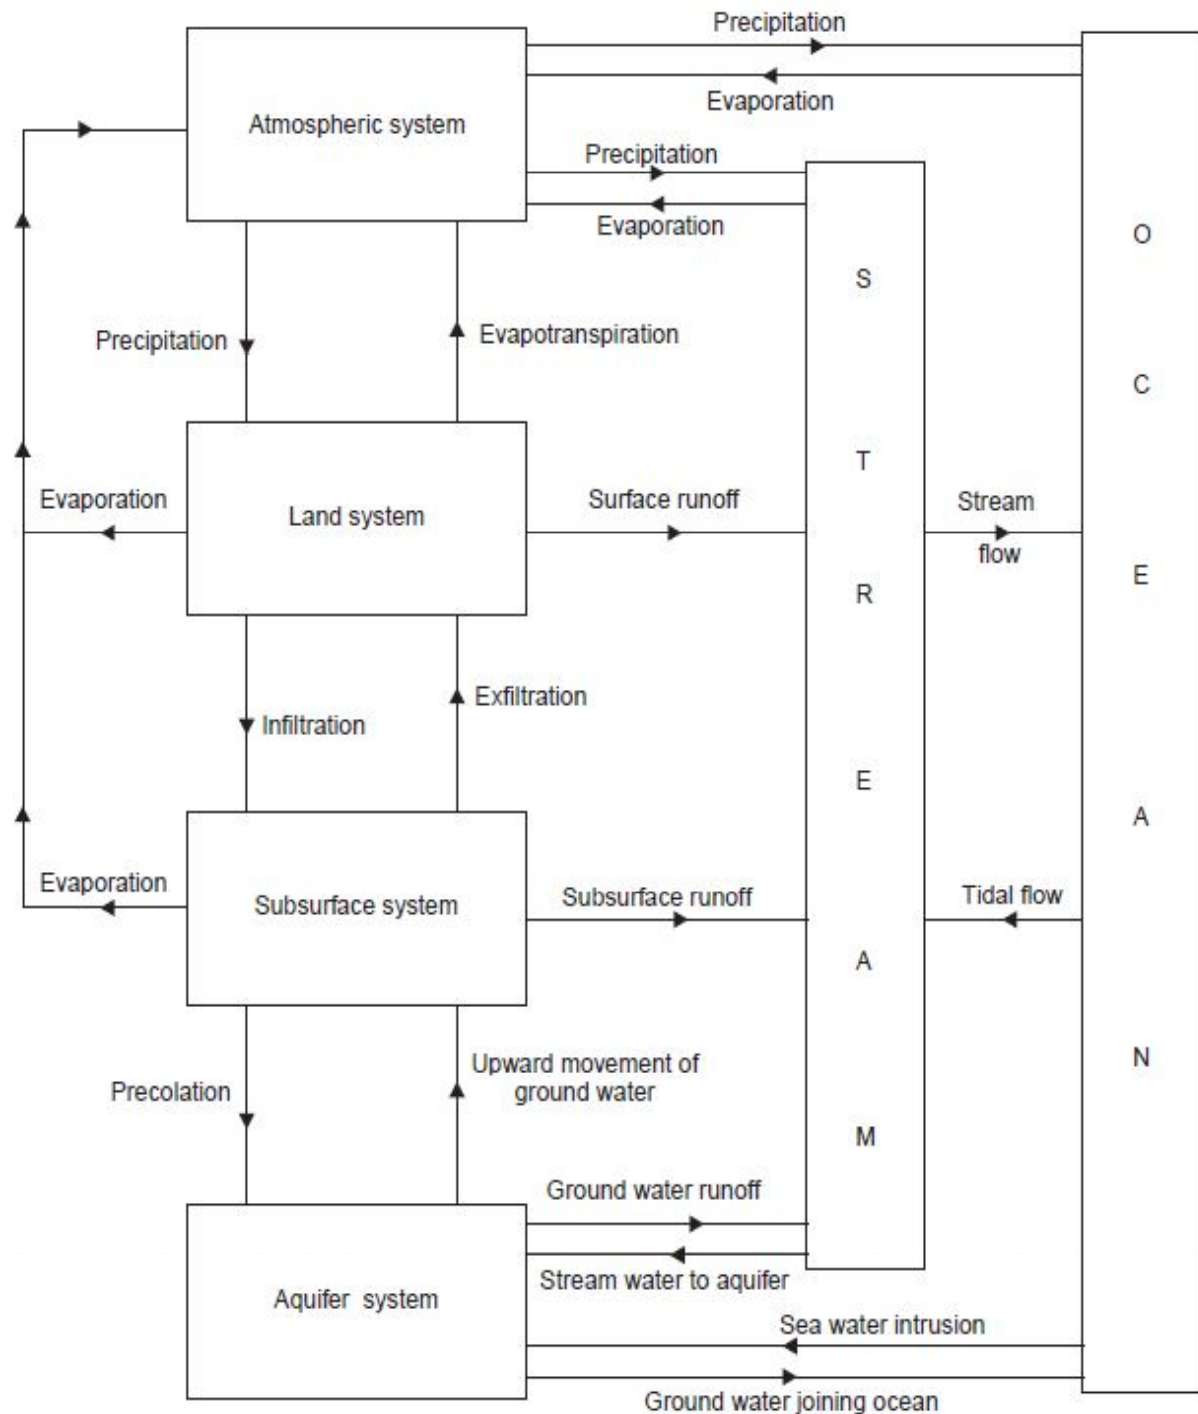 Precipitation
Evaporation
Atmospheric system
Precipitation
Evaporation
Precipitation
Evapotranspiration
Evaporation
Land system
Surface runoff
Stream
flow
Infiltration
Exfiltration
Evaporation
Subsurface system
Subsurface runoff
Tidal flow
Precolation
Upward movement of
ground water
Ground water runoff
Stream water to aquifer
Aquifer system
Sea water intrusion
Ground water joining ocean
S
T
R
E
A
M
O
C
E
A
N